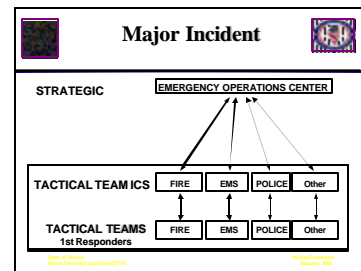 Major Incident
STRATEGIC
EMERGENCY OPERATIONS CENTER
TACTICAL TEAM ICS
FIRE
EMS
POLICE
Other
TACTICAL TEAMS
1st Responders
FIRE
EMS
POLICE
Other